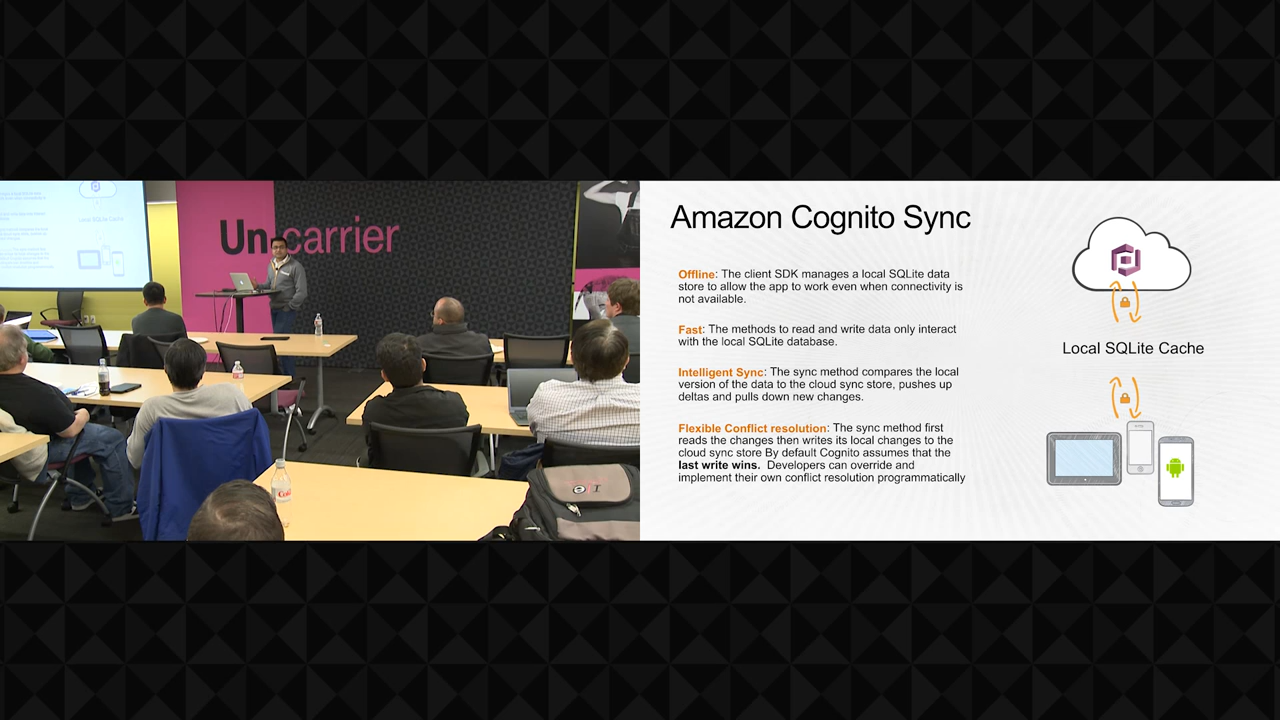 Un-carrier
Local SQLite Cache
Coke
Amazon Cognito Sync
Offline: The client SDK manages a local SQLite data
store to allow the app to work even when connectivity is
not available.
Fast: The methods to read and write data only interact
with the local SQLite database.
Intelligent Sync: The sync method compares the local
version of the data to the cloud sync store, pushes up
deltas and pulls down new changes.
Flexible Conflict resolution: The sync method first
reads the changes then writes its local changes to the
cloud sync store By default Cognito assumes that the
last write wins. Developers can override and
implement their own conflict resolution programmatically
Local SQLite Cache